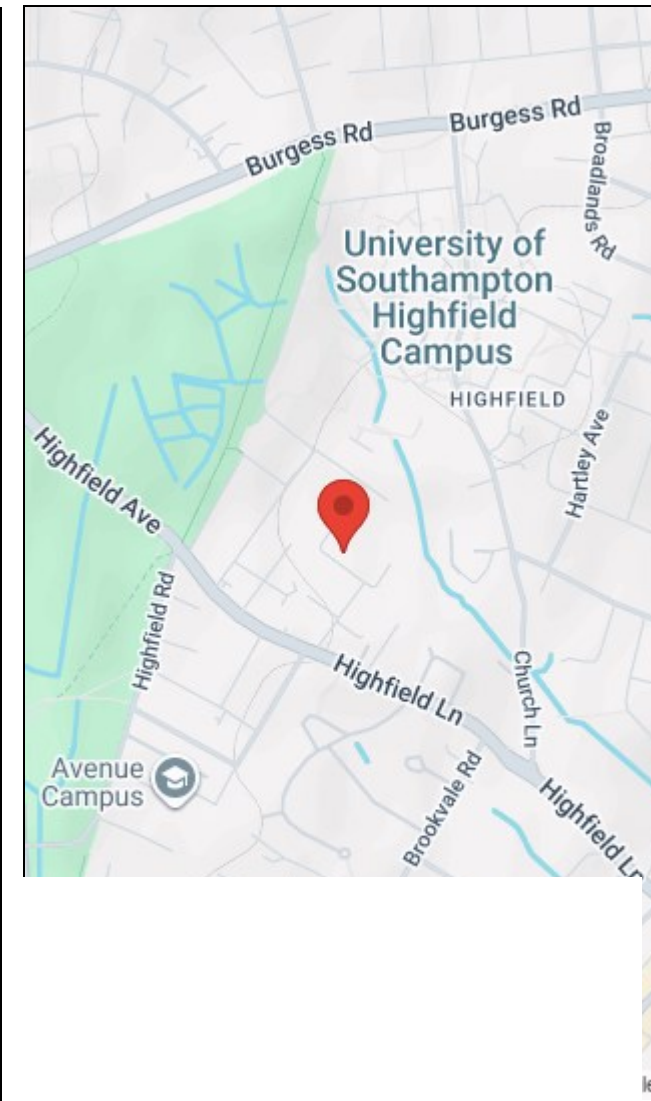 Burgess Rd
Burgess Rd
Broadlands Rd
University of
Southampton
Highfield
Campus
HIGHFIELD
Hartley Ave
Highfield Ave
Highfield Rd
Highfield Ln
Church Ln
Avenue
Campus
Brookvale Rd
Highfield Ln